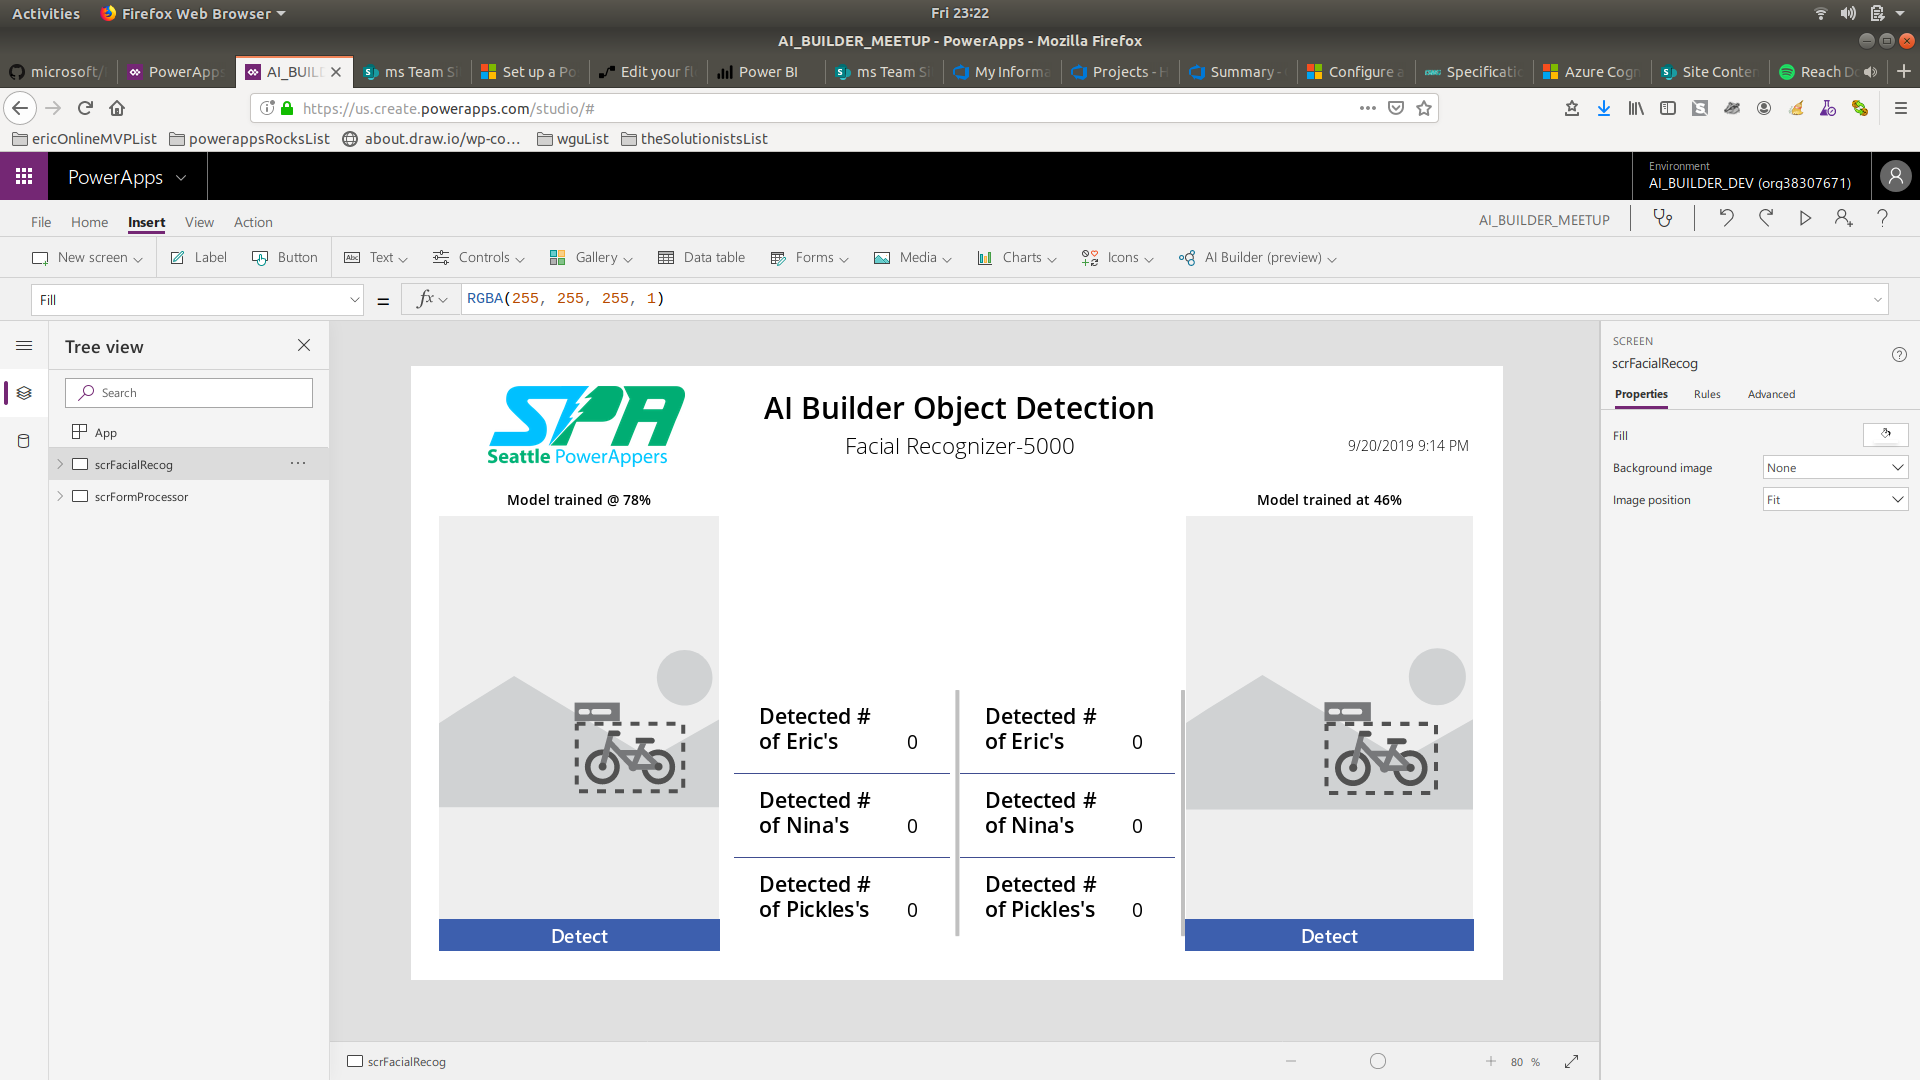 Activities
Firefox Web Browser
Fri 23:22
AI_BUILDER_MEETUP - PowerApps - Mozilla Firefox
microsoft/
PowerApps
AI_BUIL
ms Team Si
Set up a Po
Edit your fl
Power BI
ms Team Si
My Informa
Projects - H
Summary -
Configure a
Specificatio
Azure Cogn
Site Conten
Reach Do
https://us.create.powerapps.com/studio/#
ericOnlineMVPList
powerappsRocksList
about.draw.io/wp-co...
wguList
theSolutionistsList
PowerApps
Environment
AI_BUILDER_DEV (org38307671)
File
Home
Insert
View
Action
AI_BUILDER_MEETUP
New screen
Label
Button
Text
Controls
Gallery
Data table
Forms
Media
Charts
Icons
AI Builder (preview)
Fill
=
fx
RGBA(255, 255, 255, 1)
Tree view
Search
App
scrFacialRecog
scrFormProcessor
SPA
Seattle PowerAppers
AI Builder Object Detection
Facial Recognizer-5000
9/20/2019 9:14 PM
Model trained @ 78%
Model trained at 46%
Detected #
of Eric's 0
Detected #
of Eric's 0
Detected #
of Nina's 0
Detected #
of Nina's 0
Detected #
of Pickles's 0
Detected #
of Pickles's 0
Detect
Detect
SCREEN
scrFacialRecog
Properties
Rules
Advanced
Fill
Background image
None
Image position
Fit
scrFacialRecog
80 %